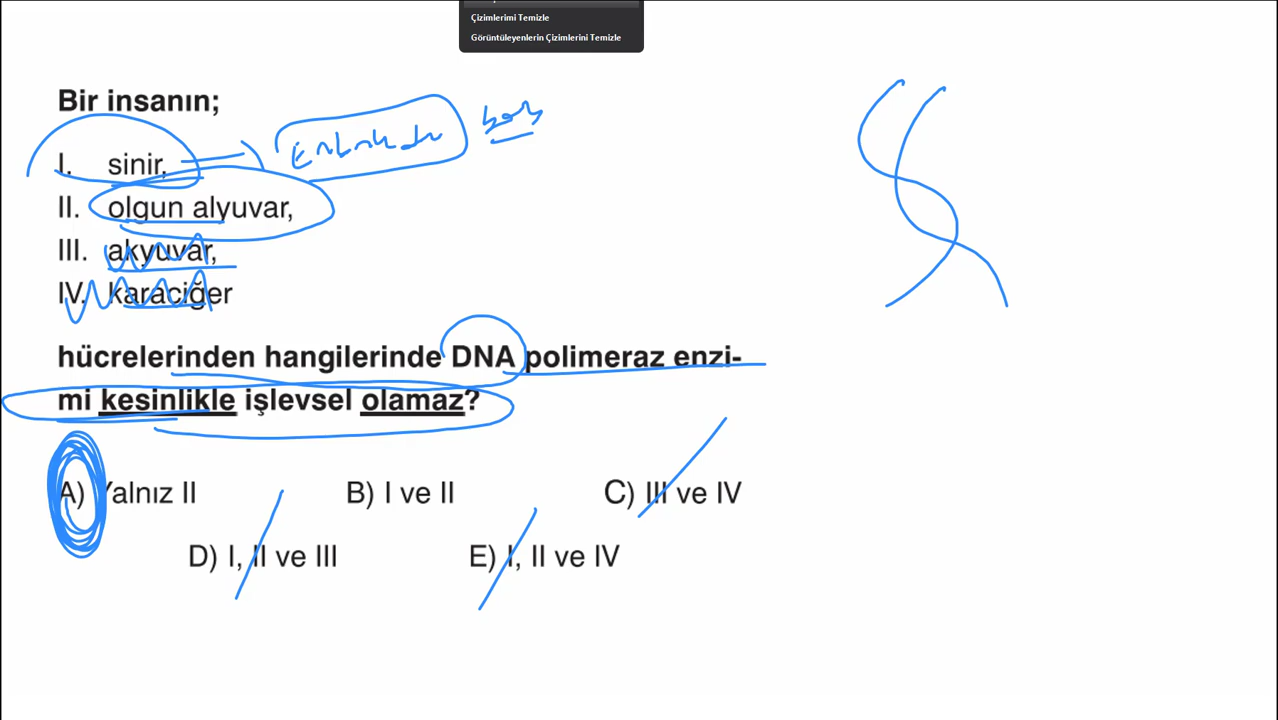 Çizimlerimi Temizle
Görüntüleyenlerin Çizimlerini Temizle
Bir insanın;
I. sinir,
II. olgun alyuvar,
III. akyuvar,
IV. karaciğer
hücrelerinden hangilerinde DNA polimeraz enzi-
mi kesinlikle işlevsel olamaz?
A) Yalnız II B) I ve II C) III ve IV
D) I, II ve III E) I, II ve IV